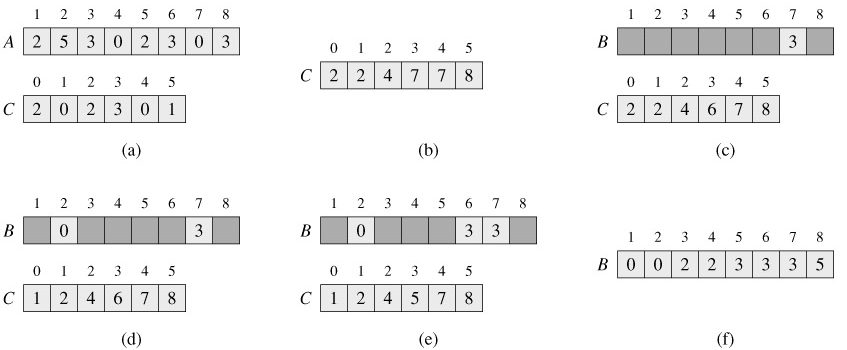 1 2 3 4 5 6 7 8
A 2 5 3 0 2 3 0 3
0 1 2 3 4 5
C 2 0 2 3 0 1
(a)
0 1 2 3 4 5
C 2 2 4 7 7 8
(b)
1 2 3 4 5 6 7 8
B 3
0 1 2 3 4 5
C 2 2 4 6 7 8
(c)
1 2 3 4 5 6 7 8
B 0 3
0 1 2 3 4 5
C 1 2 4 6 7 8
(d)
1 2 3 4 5 6 7 8
B 0 3 3
0 1 2 3 4 5
C 1 2 4 5 7 8
(e)
1 2 3 4 5 6 7 8
B 0 0 2 2 3 3 3 5
(f)